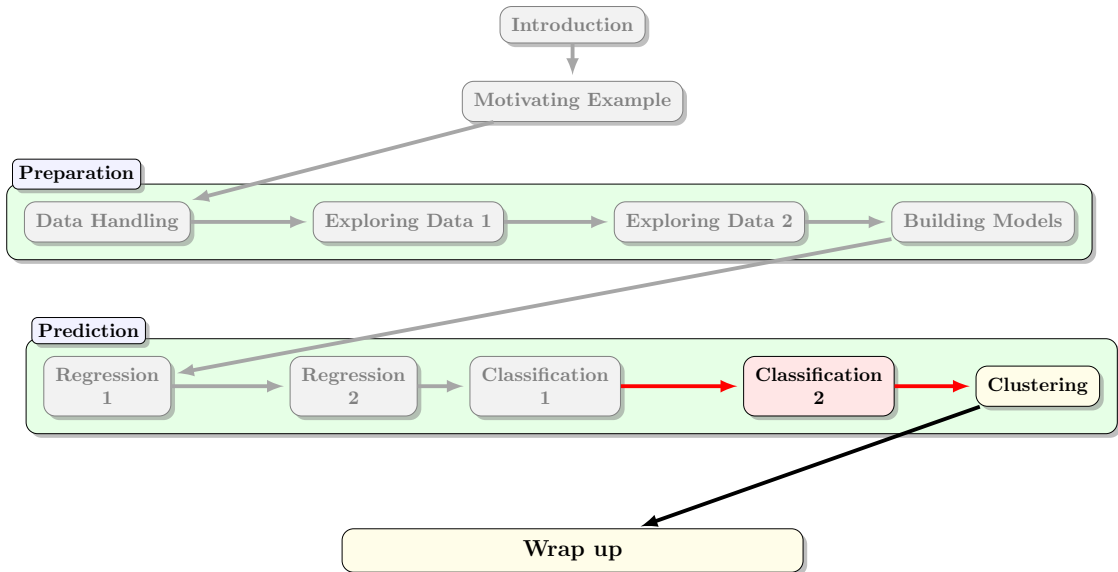 Introduction
Motivating Example
Preparation
Data Handling
Exploring Data 1
Exploring Data 2
Building Models
Prediction
Regression
1
Regression
2
Classification
1
Classification
2
Clustering
Wrap up